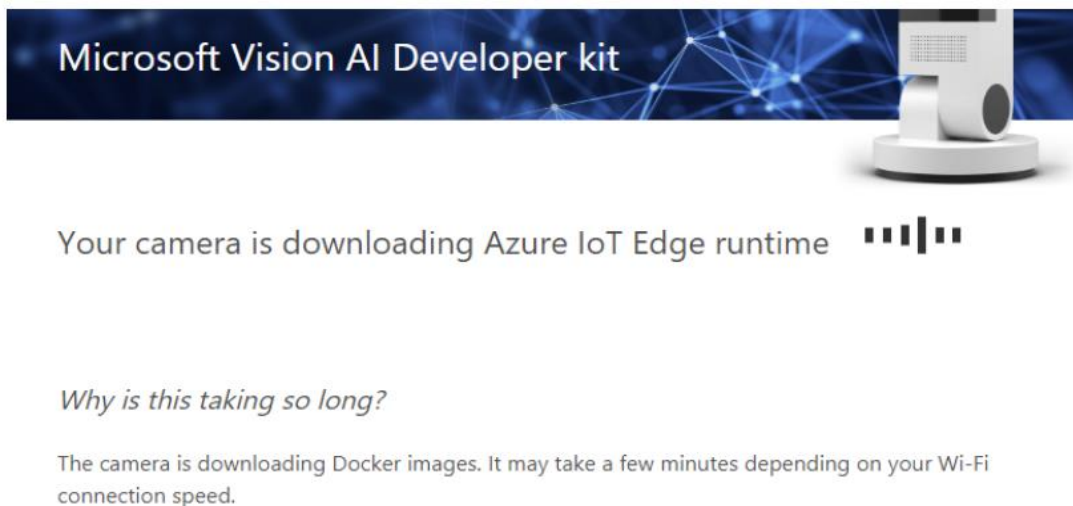 Microsoft Vision AI Developer kit
Your camera is downloading Azure IoT Edge runtime
Why is this taking so long?
The camera is downloading Docker images. It may take a few minutes depending on your Wi-Fi
connection speed.